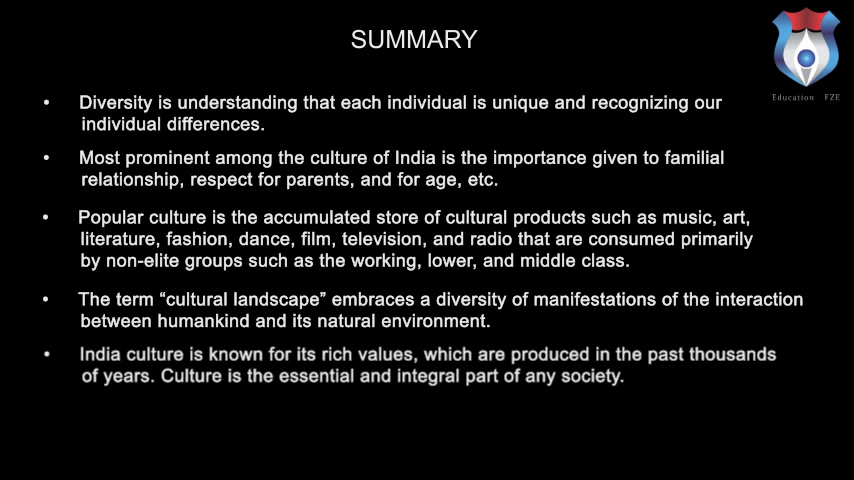 SUMMARY
Education FZE
• Diversity is understanding that each individual is unique and recognizing our
individual differences.
• Most prominent among the culture of India is the importance given to familial
relationship, respect for parents, and for age, etc.
• Popular culture is the accumulated store of cultural products such as music, art,
literature, fashion, dance, film, television, and radio that are consumed primarily
by non-elite groups such as the working, lower, and middle class.
• The term “cultural landscape” embraces a diversity of manifestations of the interaction
between humankind and its natural environment.
• India culture is known for its rich values, which are produced in the past thousands
of years. Culture is the essential and integral part of any society.